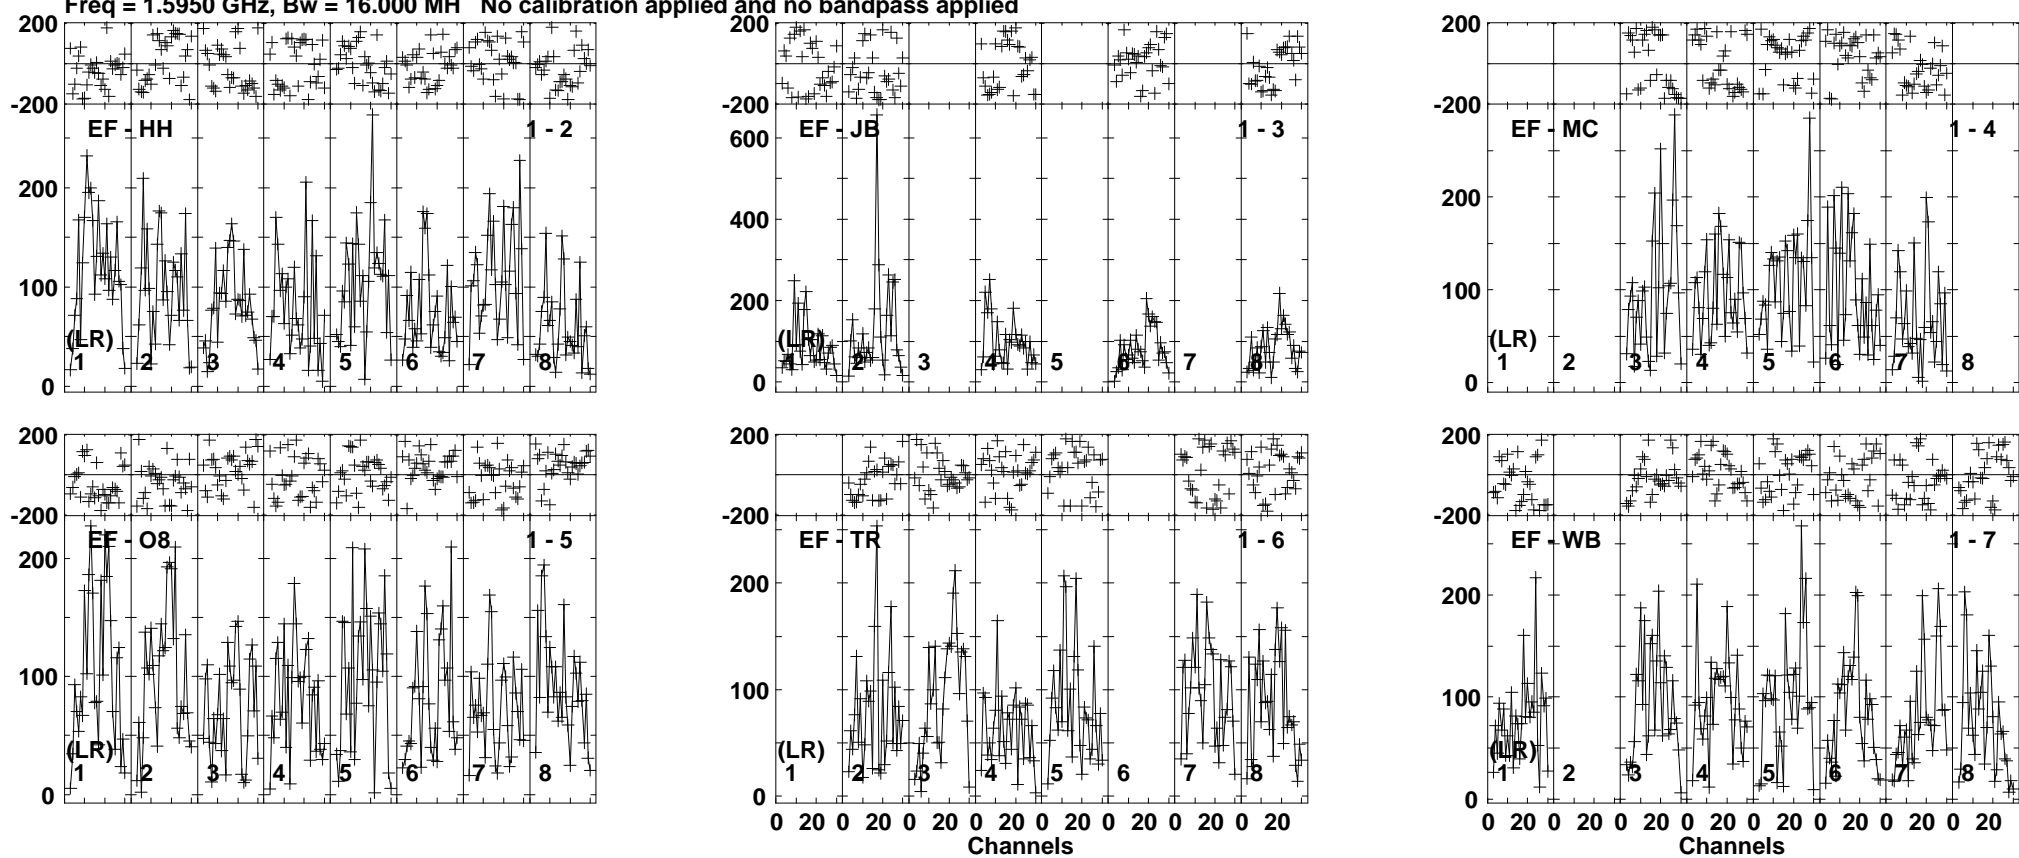 Freq = 1.5950 GHz, Bw = 16.000 MH No calibration applied and no bandpass applied
200
-200
EF - HH
1 - 2
200
100
0
(LR)
1 2 3 4 5 6 7 8
200
-200
EF - JB
1 - 3
600
400
200
0
(LR)
1 2 3 4 5 6 7 8
200
-200
EF - MC
1 - 4
200
100
0
(LR)
1 2 3 4 5 6 7 8
200
-200
EF - O8
1 - 5
200
100
0
(LR)
1 2 3 4 5 6 7 8
200
-200
EF - TR
1 - 6
200
100
0
(LR)
1 2 3 4 5 6 7 8
0 20 0 20 0 20 0 20 0 20 0 20 0 20 0 20
Channels
200
-200
EF - WB
1 - 7
200
100
0
(LR)
1 2 3 4 5 6 7 8
0 20 0 20 0 20 0 20 0 20 0 20 0 20 0 20
Channels